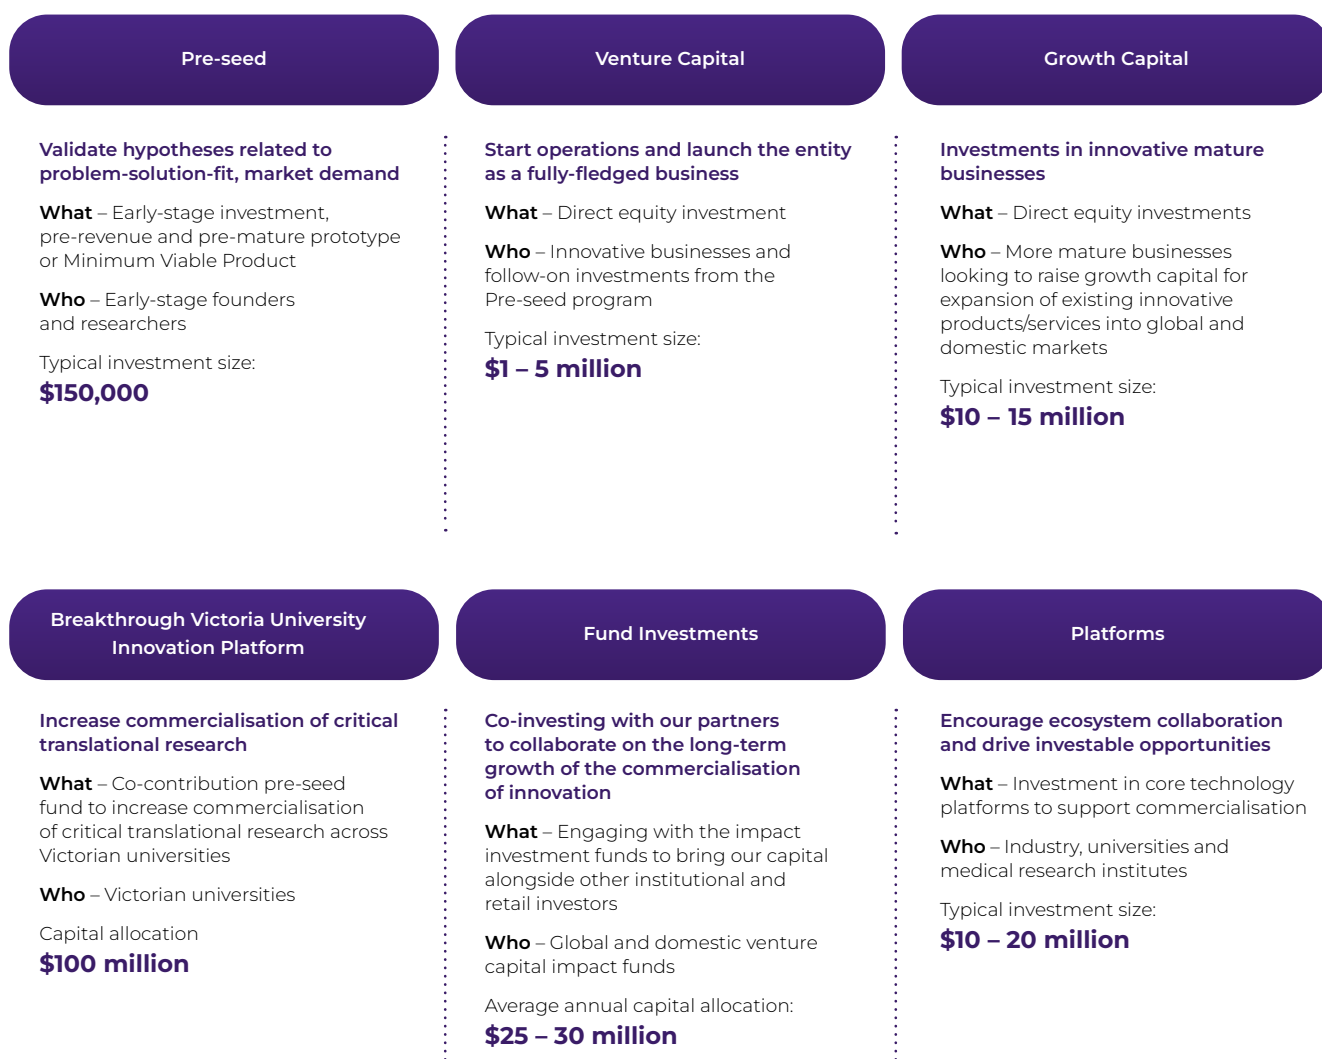 Pre-seed
Validate hypotheses related to
problem-solution-fit, market demand
What – Early-stage investment,
pre-revenue and pre-mature prototype
or Minimum Viable Product
Who – Early-stage founders
and researchers
Typical investment size:
$150,000
Venture Capital
Start operations and launch the entity
as a fully-fledged business
What – Direct equity investment
Who – Innovative businesses and
follow-on investments from the
Pre-seed program
Typical investment size:
$1 – 5 million
Growth Capital
Investments in innovative mature
businesses
What – Direct equity investments
Who – More mature businesses
looking to raise growth capital for
expansion of existing innovative
products/services into global and
domestic markets
Typical investment size:
$10 – 15 million
Breakthrough Victoria University
Innovation Platform
Increase commercialisation of critical
translational research
What – Co-contribution pre-seed
fund to increase commercialisation
of critical translational research across
Victorian universities
Who – Victorian universities
Capital allocation
$100 million
Fund Investments
Co-investing with our partners
to collaborate on the long-term
growth of the commercialisation
of innovation
What – Engaging with the impact
investment funds to bring our capital
alongside other institutional and
retail investors
Who – Global and domestic venture
capital impact funds
Average annual capital allocation:
$25 – 30 million
Platforms
Encourage ecosystem collaboration
and drive investable opportunities
What – Investment in core technology
platforms to support commercialisation
Who – Industry, universities and
medical research institutes
Typical investment size:
$10 – 20 million